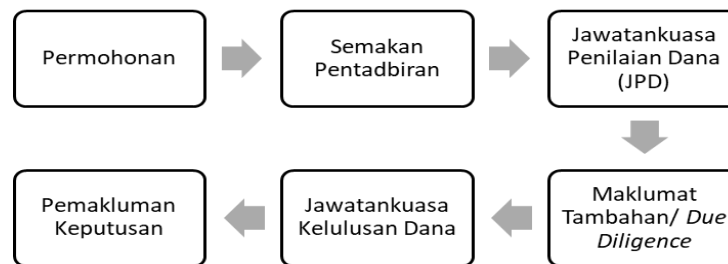 Permohonan
Semakan
Pentadbiran
Jawatankuasa
Penilaian Dana
(JPD)
Maklumat
Tambahan/ Due
Diligence
Jawatankuasa
Kelulusan Dana
Pemakluman
Keputusan